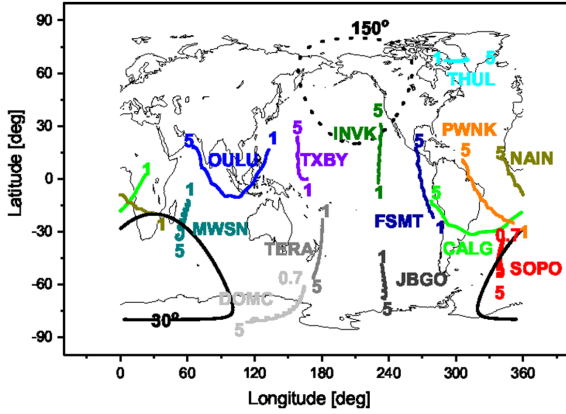 90
150°
1 5
THUL
60
Latitude [deg]
30
5 1
5
5
5
INVK
PWNK
5
5
OULU
TXBY
NAIN
0
1
1
1
1
5
FSMT
MWSN
-30
5
1
TERA
1
1
CALG
0.7
1
SOPO
5
0.7
JBGO
5
5
-60
DOMC
5
30°
-90
0 60 120 180 240 300 360
Longitude [deg]